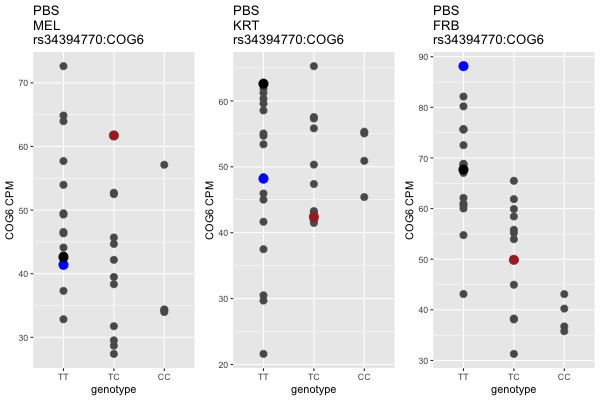 PBS
MEL
rs34394770:COG6
COG6 CPM
70
60
50
40
30
TT
TC
CC
genotype
PBS
KRT
rs34394770:COG6
COG6 CPM
60
50
40
30
20
TT
TC
CC
genotype
PBS
FRB
rs34394770:COG6
COG6 CPM
90
80
70
60
50
40
30
TT
TC
CC
genotype